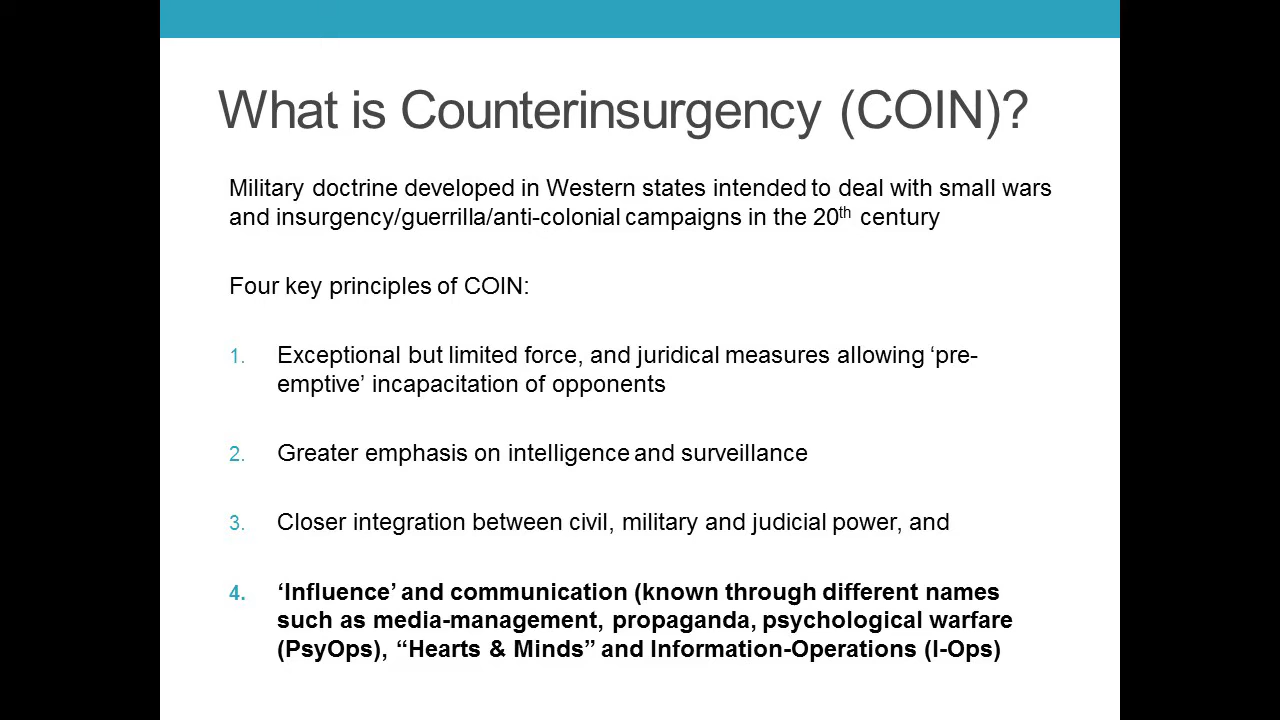 What is Counterinsurgency (COIN)?
Military doctrine developed in Western states intended to deal with small wars
and insurgency/guerrilla/anti-colonial campaigns in the 20th century
Four key principles of COIN:
1. Exceptional but limited force, and juridical measures allowing ‘pre-
emptive’ incapacitation of opponents
2. Greater emphasis on intelligence and surveillance
3. Closer integration between civil, military and judicial power, and
4. ‘Influence’ and communication (known through different names
such as media-management, propaganda, psychological warfare
(PsyOps), “Hearts & Minds” and Information-Operations (I-Ops)